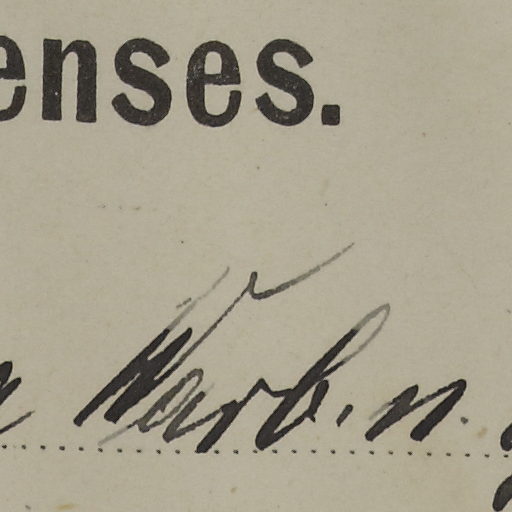 enses.
Warb. n.